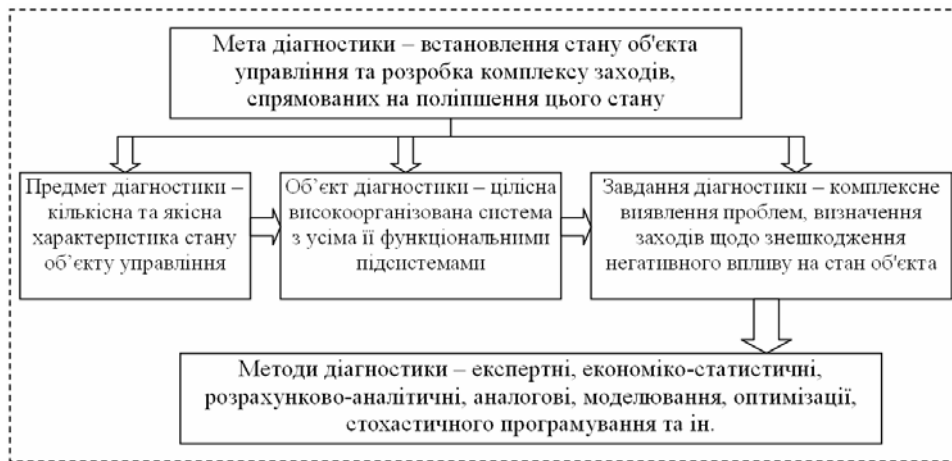 Мета діагностики – встановлення стану об'єкта
управління та розробка комплексу заходів,
спрямованих на поліпшення цього стану
Предмет діагностики –
кількісна та якісна
характеристика стану
об’єкту управління
Об’єкт діагностики – цілісна
високоорганізована система
з усіма її функціональними
підсистемами
Завдання діагностики – комплексне
виявлення проблем, визначення
заходів щодо знешкодження
негативного впливу на стан об'єкта
Методи діагностики – експертні, економіко-статистичні,
розрахунково-аналітичні, аналогові, моделювання, оптимізації,
стохастичного програмування та ін.